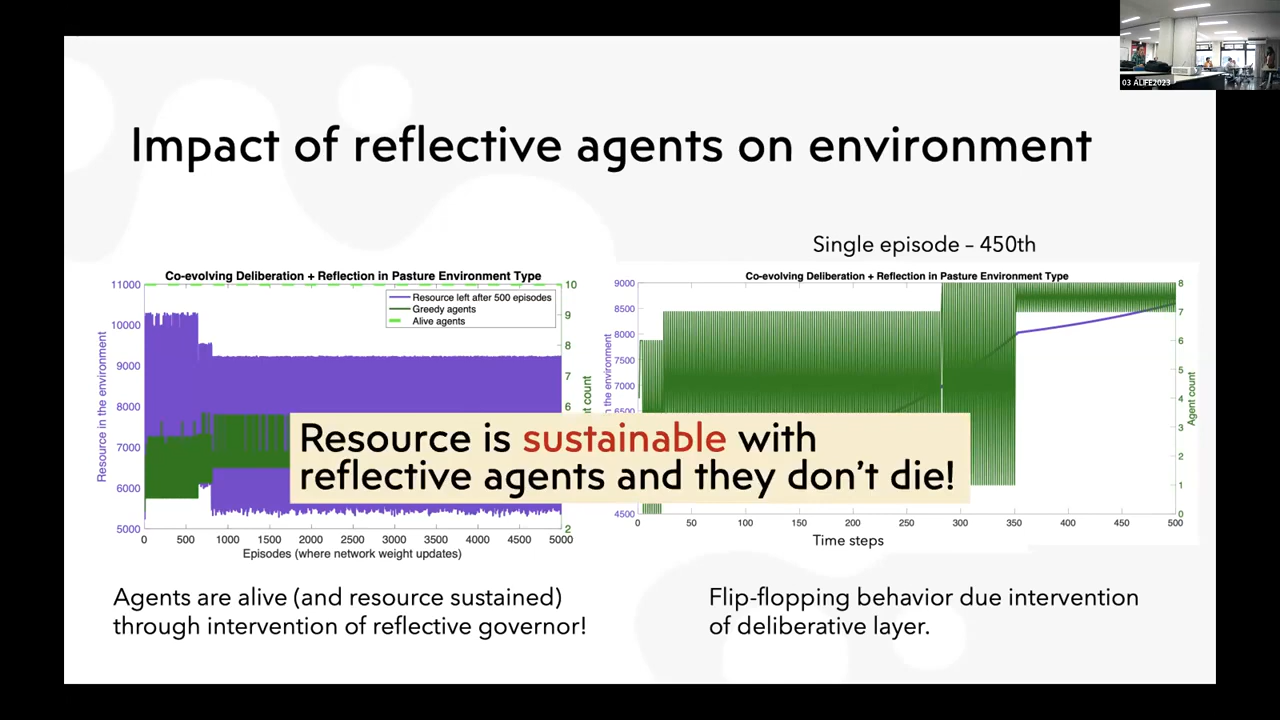 03 ALIFE2023
Impact of reflective agents on environment
Single episode – 450th
Co-evolving Deliberation + Reflection in Pasture Environment Type
11000
10000
9000
8000
7000
6000
5000
Resource in the environment
Resource left after 500 episodes
Greedy agents
Alive agents
10
9
8
7
6
2
0
500
1000
1500
2000
2500
3000
3500
4000
4500
5000
Episodes (where network weight updates)
Co-evolving Deliberation + Reflection in Pasture Environment Type
9000
8500
8000
7500
7000
6500
4500
the environment
8
7
6
5
4
3
2
1
0
Agent count
0
50
100
150
200
250
300
350
400
450
500
Time steps
Resource is sustainable with
reflective agents and they don't die!
Agents are alive (and resource sustained)
through intervention of reflective governor!
Flip-flopping behavior due intervention
of deliberative layer.